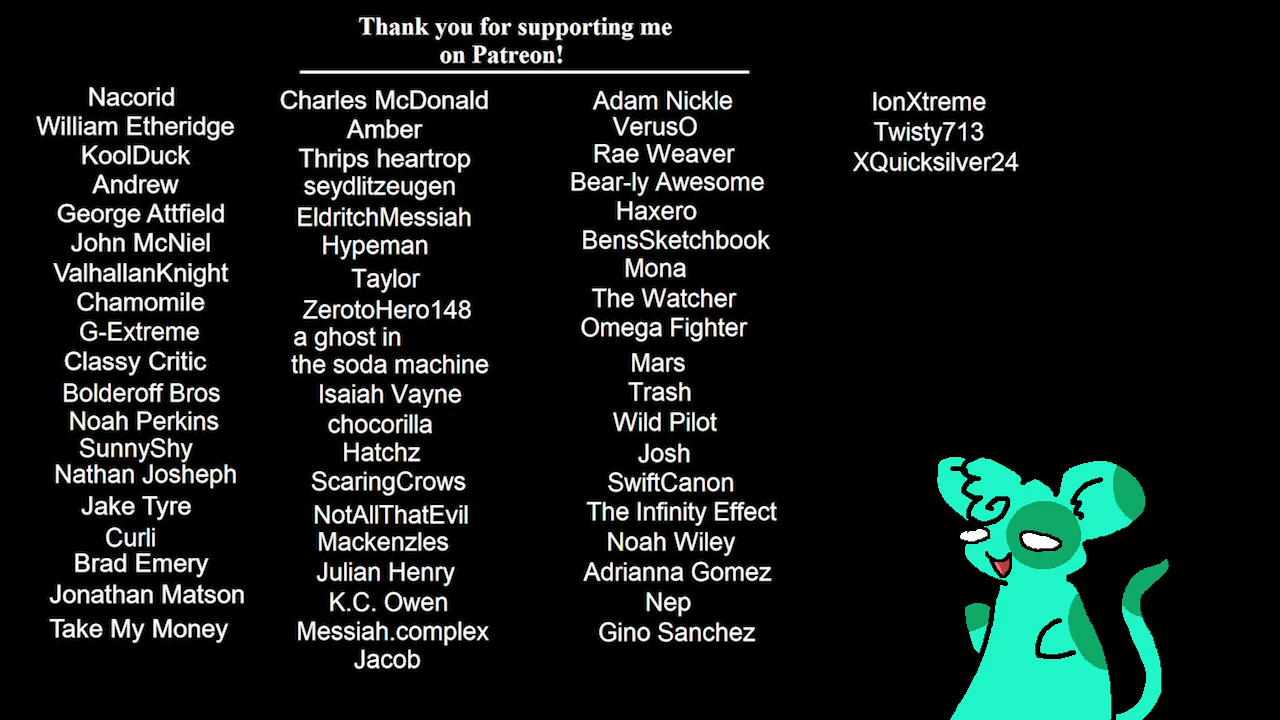 Thank you for supporting me
on Patreon!
Nacorid
William Etheridge
KoolDuck
Andrew
George Attfield
John McNiel
ValhallanKnight
Chamomile
G-Extreme
Classy Critic
Bolderoff Bros
Noah Perkins
SunnyShy
Nathan Josheph
Jake Tyre
Curli
Brad Emery
Jonathan Matson
Take My Money
Charles McDonald
Amber
Thrips heartrop
seydlitzeugen
EldritchMessiah
Hypeman
Taylor
ZerotoHero148
a ghost in
the soda machine
Isaiah Vayne
chocorilla
Hatchz
ScaringCrows
NotAllThatEvil
Mackenzles
Julian Henry
K.C. Owen
Messiah.complex
Jacob
Adam Nickle
VerusO
Rae Weaver
Bear-ly Awesome
Haxero
BensSketchbook
Mona
The Watcher
Omega Fighter
Mars
Trash
Wild Pilot
Josh
SwiftCanon
The Infinity Effect
Noah Wiley
Adrianna Gomez
Nep
Gino Sanchez
IonXtreme
Twisty713
XQuicksilver24